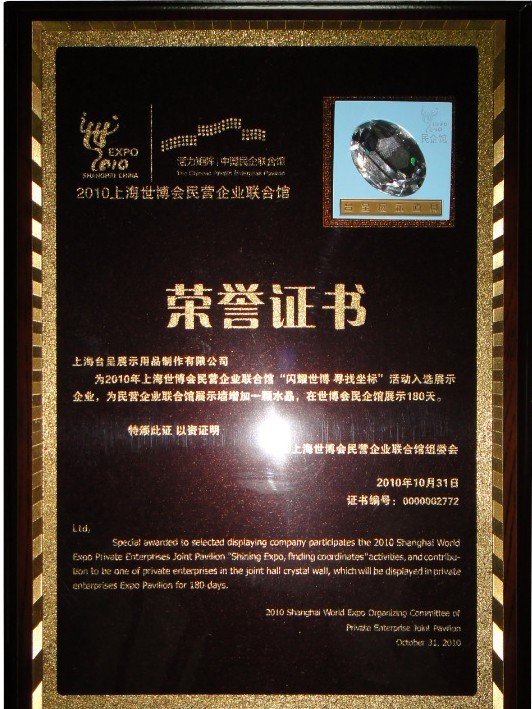 EXPO
2010
SHANGHAI CHINA
活力矩阵 | 中国民企联合馆
The Chinese Private Enterprise Pavilion
2010上海世博会民营企业联合馆
EXPO
民企馆
荣誉证书
上海台呈展示用品制作有限公司
为2010年上海世博会民营企业联合馆“闪耀世博 寻找坐标”活动入选展示
企业，为民营企业联合馆展示墙增加一颗水晶，在世博会民企馆展示180天。
特颁此证 以资证明
上海世博会民营企业联合馆组委会
2010年10月31日
证书编号：0000002772
Ltd,
Special awarded to selected displaying company participates the 2010 Shanghai World
Expo Private Enterprises Joint Pavilion "Shining Expo, finding coordinates" activities, and contribu-
tion to be one of private enterprises in the joint hall crystal wall, which will be displayed in private
enterprises Expo Pavilion for 180 days.
2010 Shanghai World Expo Organizing Committee of
Private Enterprise Joint Pavilion
October 31, 2010